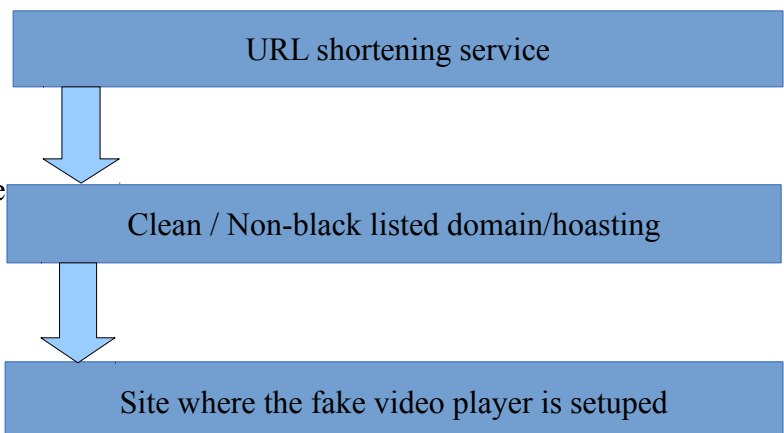 URL shortening service
e
Clean / Non-black listed domain/hoasting
Site where the fake video player is setuped